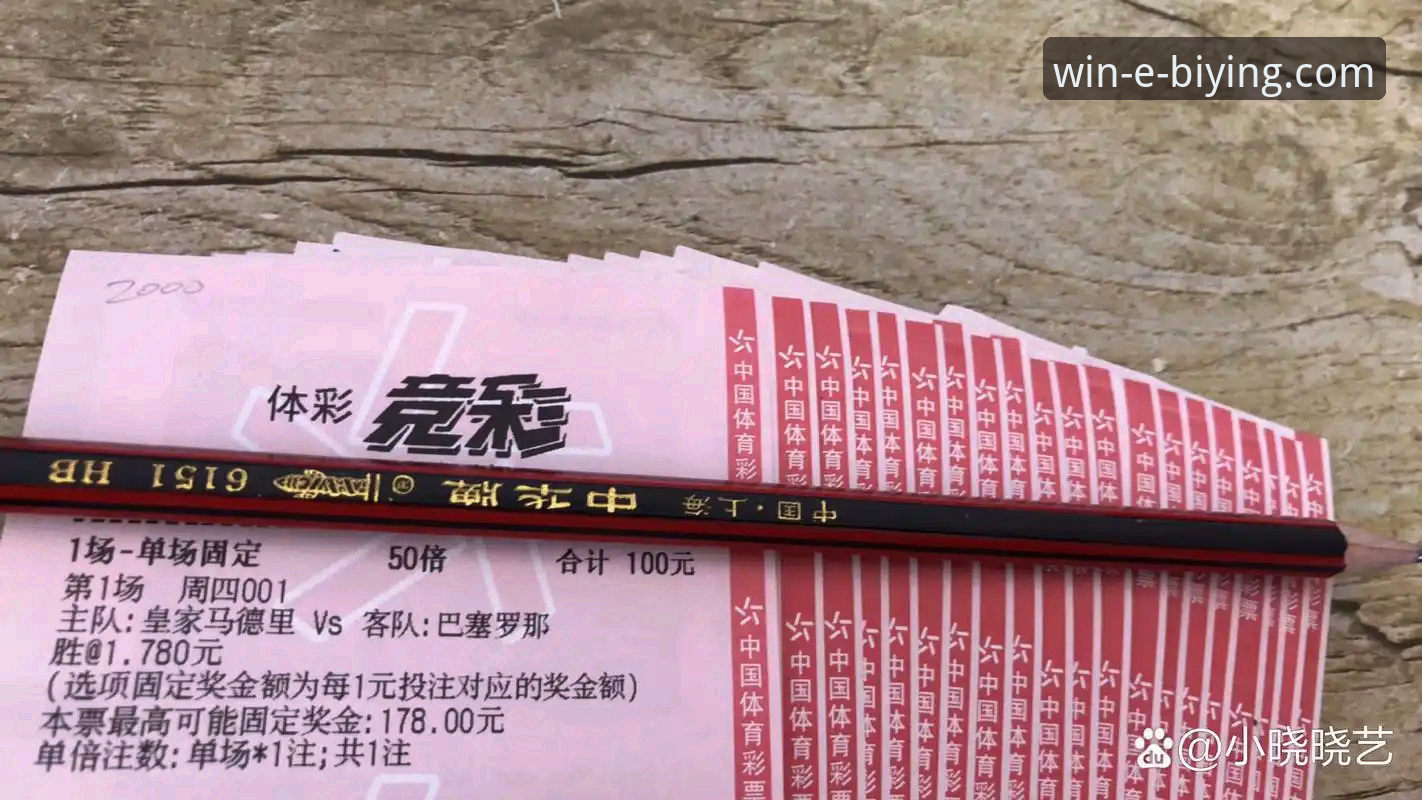 win-e-biying.com
2000
体彩 竞彩
中国·上海 中华牌 6151 HB
1场-单场固定 50倍 合计 100元
第1场 周四001
主队:皇家马德里 Vs 客队:巴塞罗那
胜@1.780元
(选项固定奖金额为每1元投注对应的奖金额)
本票最高可能固定奖金:178.00元
单倍注数:单场*1注;共1注
中国体育彩
中国体育彩票
@小晓晓艺